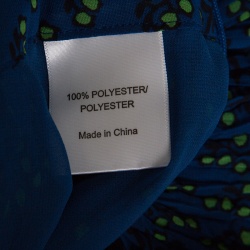 100% POLYESTER/
POLYESTER
Made in China